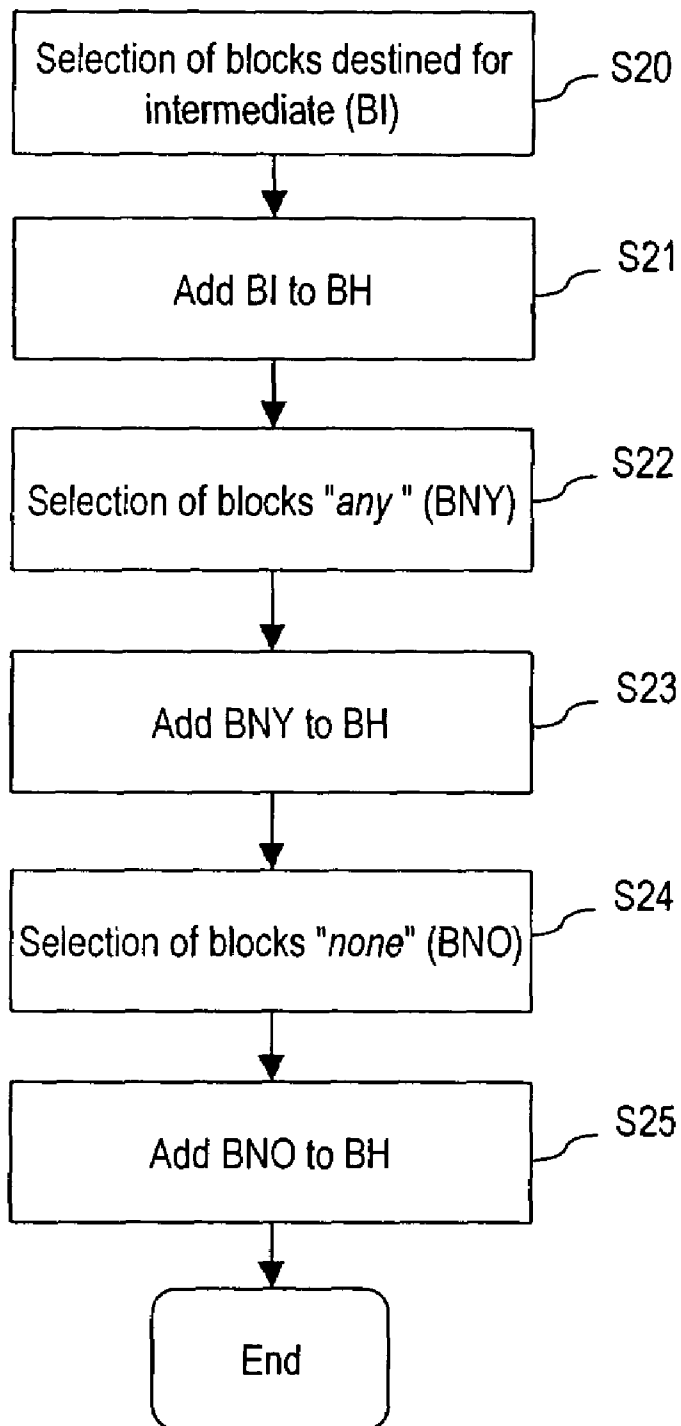 Selection of blocks destined for
intermediate (BI)
S20
Add BI to BH
S21
Selection of blocks "any " (BNY)
S22
Add BNY to BH
S23
Selection of blocks "none" (BNO)
S24
Add BNO to BH
S25
End